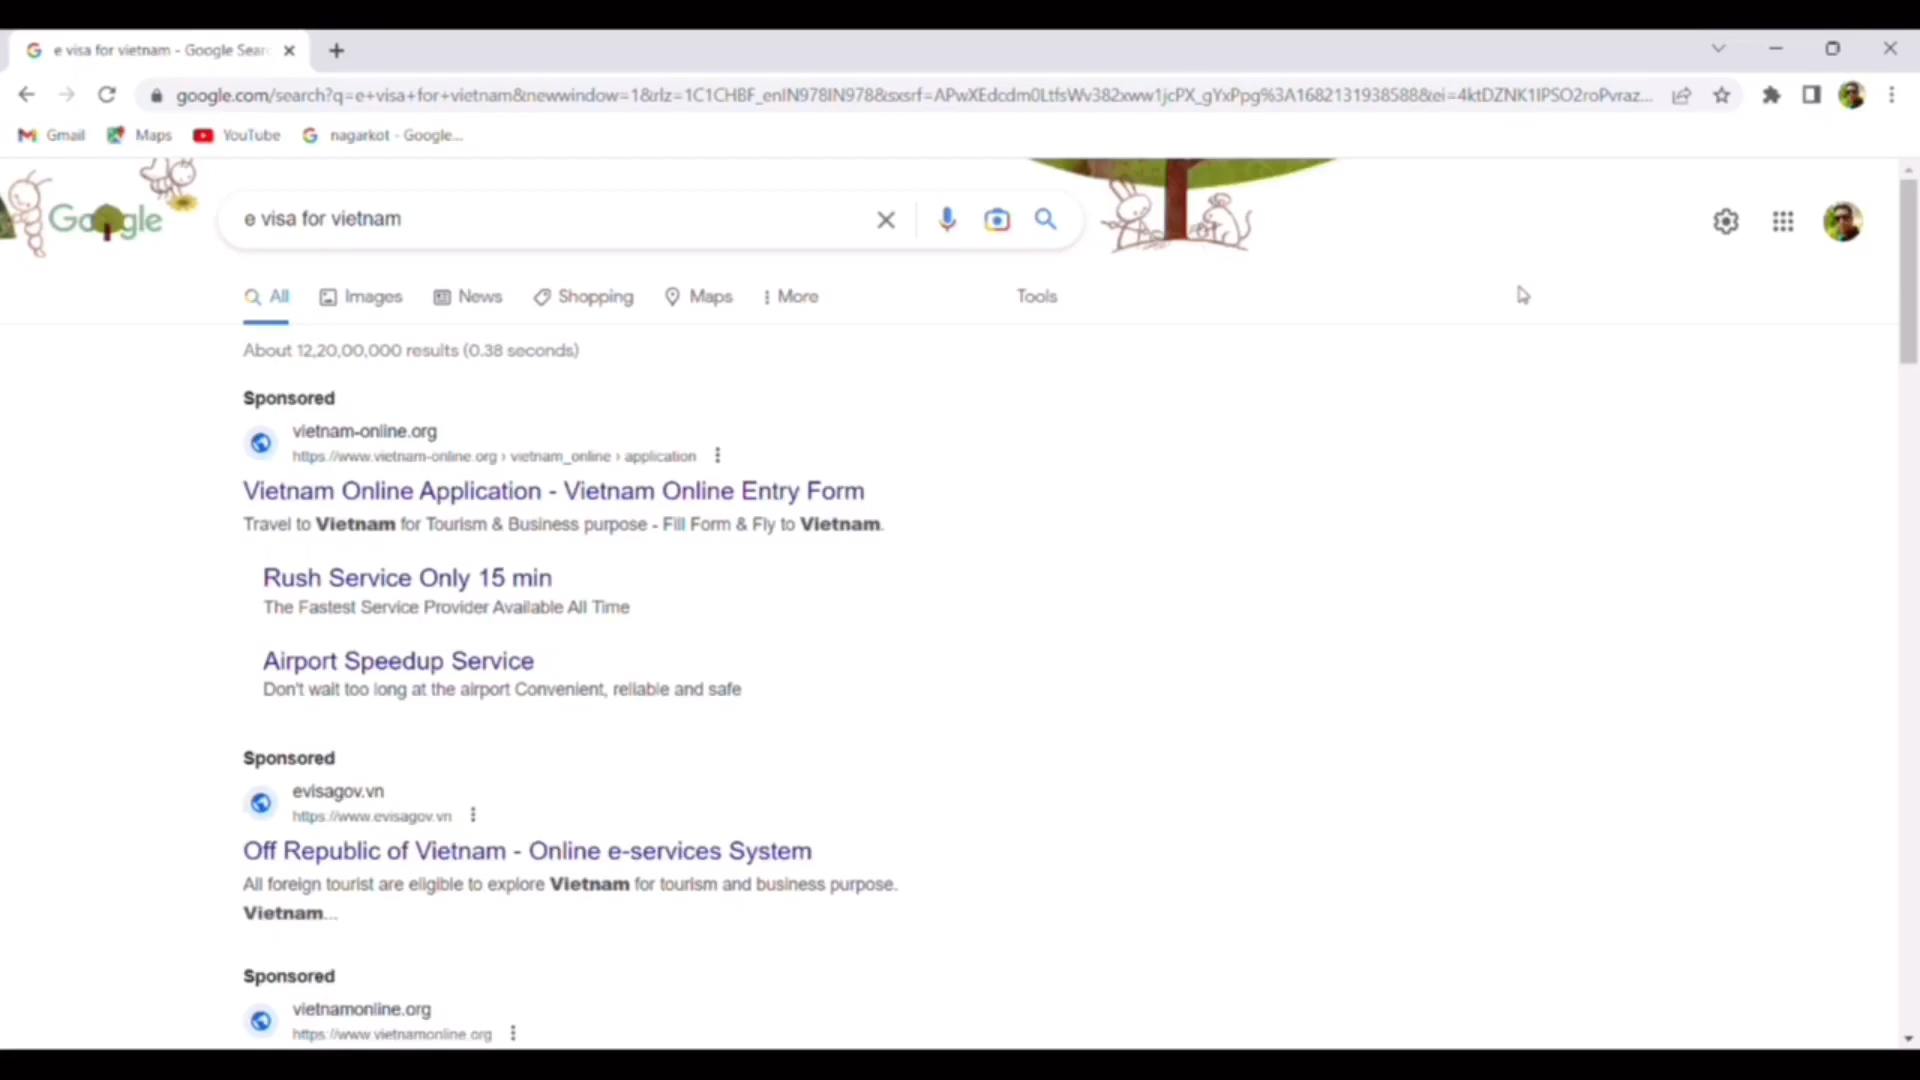 e visa for vietnam - Google Sear
google.com/search?q=e+visa+for+vietnam&newwindow=1&rlz=1C1CHBF_enIN978IN978&sxsrf=APwXEdcdm0LtfsWv382xww1jcPX_gYxPpg%3A1682131938588&ei=4ktDZNK1IPSO2roPvraz...
Gmail Maps YouTube nagarkot - Google...
Google
e visa for vietnam
All Images News Shopping Maps More Tools
About 12,20,00,000 results (0.38 seconds)
Sponsored
vietnam-online.org
https://www.vietnam-online.org › vietnam_online › application
Vietnam Online Application - Vietnam Online Entry Form
Travel to Vietnam for Tourism & Business purpose - Fill Form & Fly to Vietnam.
Rush Service Only 15 min
The Fastest Service Provider Available All Time
Airport Speedup Service
Don't wait too long at the airport Convenient, reliable and safe
Sponsored
evisagov.vn
https://www.evisagov.vn
Off Republic of Vietnam - Online e-services System
All foreign tourist are eligible to explore Vietnam for tourism and business purpose.
Vietnam...
Sponsored
vietnamonline.org
https://www.vietnamonline.org